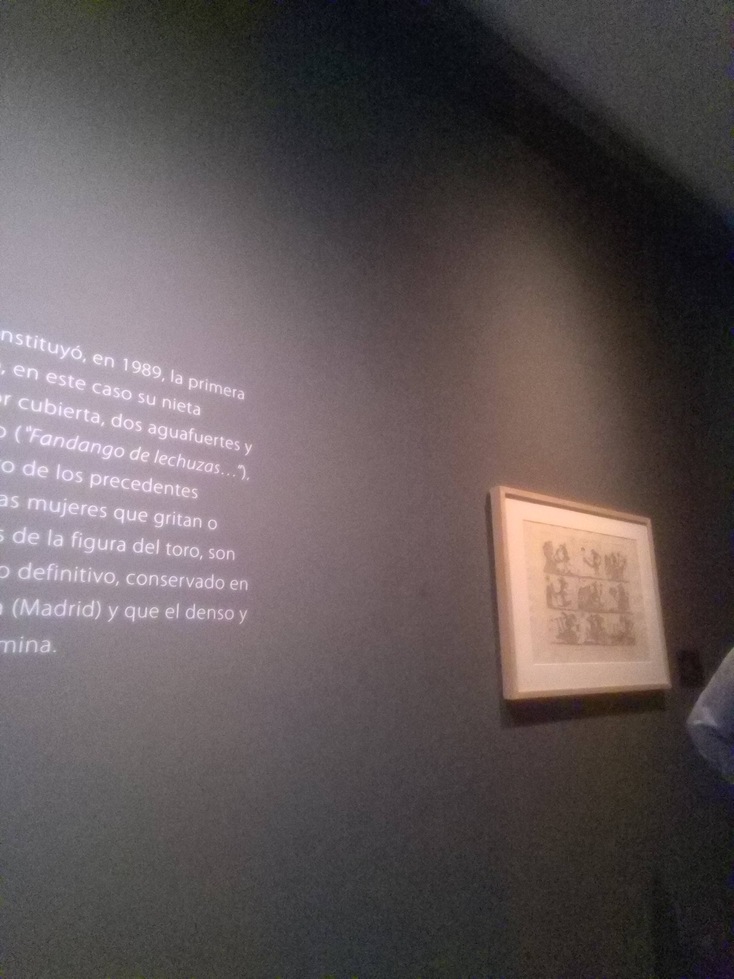 nstituyó, en 1989, la primera
, en este caso su nieta
or cubierta, dos aguafuertes y
o ("Fandango de lechuzas..."),
o de los precedentes
as mujeres que gritan o
s de la figura del toro, son
o definitivo, conservado en
(Madrid) y que el denso y
mina.